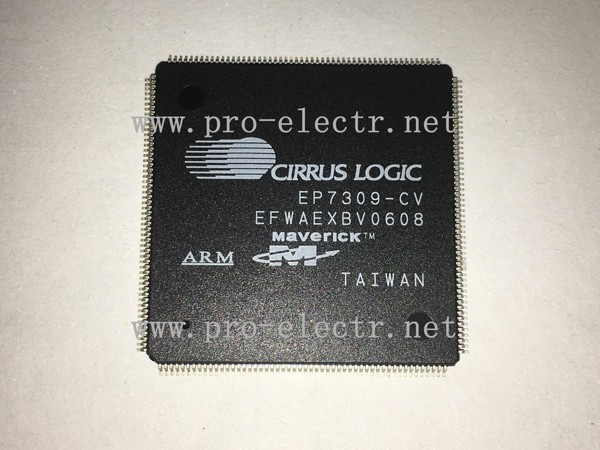 www.pro-electr.net
CIRRUS LOGIC
EP7309-CV
EFWAEXBV0608
MaveRicK™
ARM M
TAIWAN
www.pro-electr.net